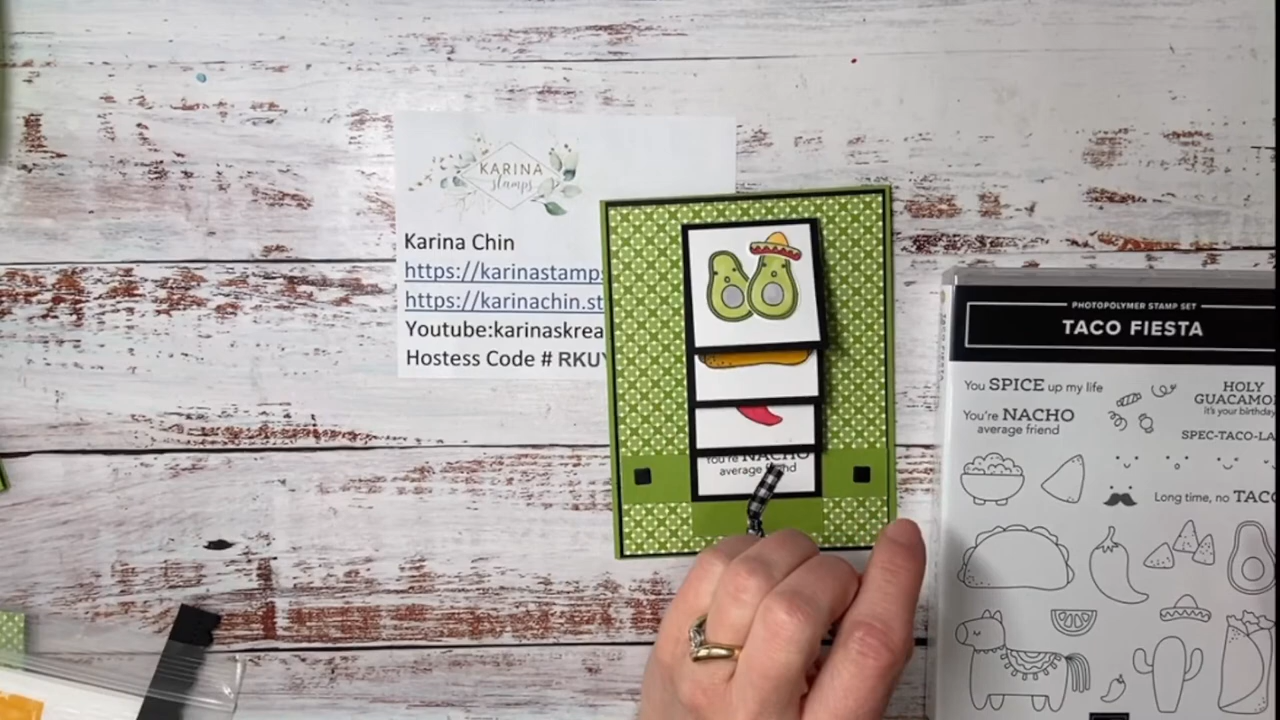 KARINA
stamps
Karina Chin
https://karinastamp
https://karinachin.st
Youtube:karinaskrea
Hostess Code # RKU
You're NACHO
average friend
PHOTOPOLYMER STAMP SET
TACO FIESTA
You SPICE up my life
You're NACHO
average friend
HOLY
GUACAMO
it's your birthday
SPEC-TACO-LA
Long time, no TACO